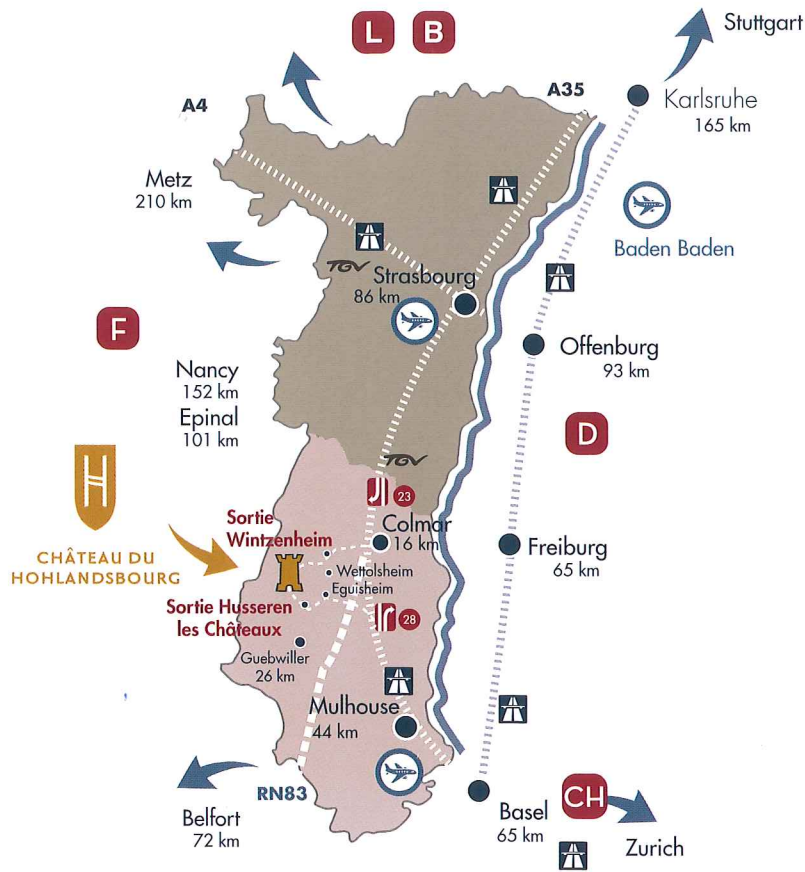 L B
Stuttgart
A4
A35
Karlsruhe
165 km
Metz
210 km
Baden Baden
TGV
Strasbourg
86 km
F
Offenburg
93 km
Nancy
152 km
Epinal
101 km
D
TGV
23
H
Sortie
Wintzenheim
Colmar
16 km
Freiburg
65 km
CHÂTEAU DU
HOHLANDSBOURG
Wettolsheim
Eguisheim
Sortie Husseren
les Châteaux
28
Guebwiller
26 km
Mulhouse
44 km
RN83
Belfort
72 km
Basel
65 km
CH
Zurich